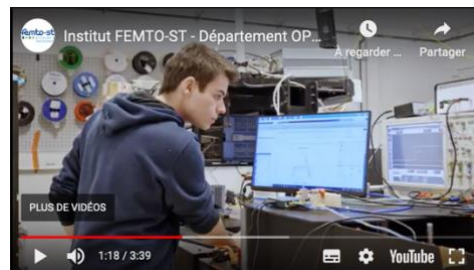 femto-st
Institut FEMTO-ST - Département OP...
À regarder ...
Partager
PLUS DE VIDÉOS
1:18 / 3:39
YouTube